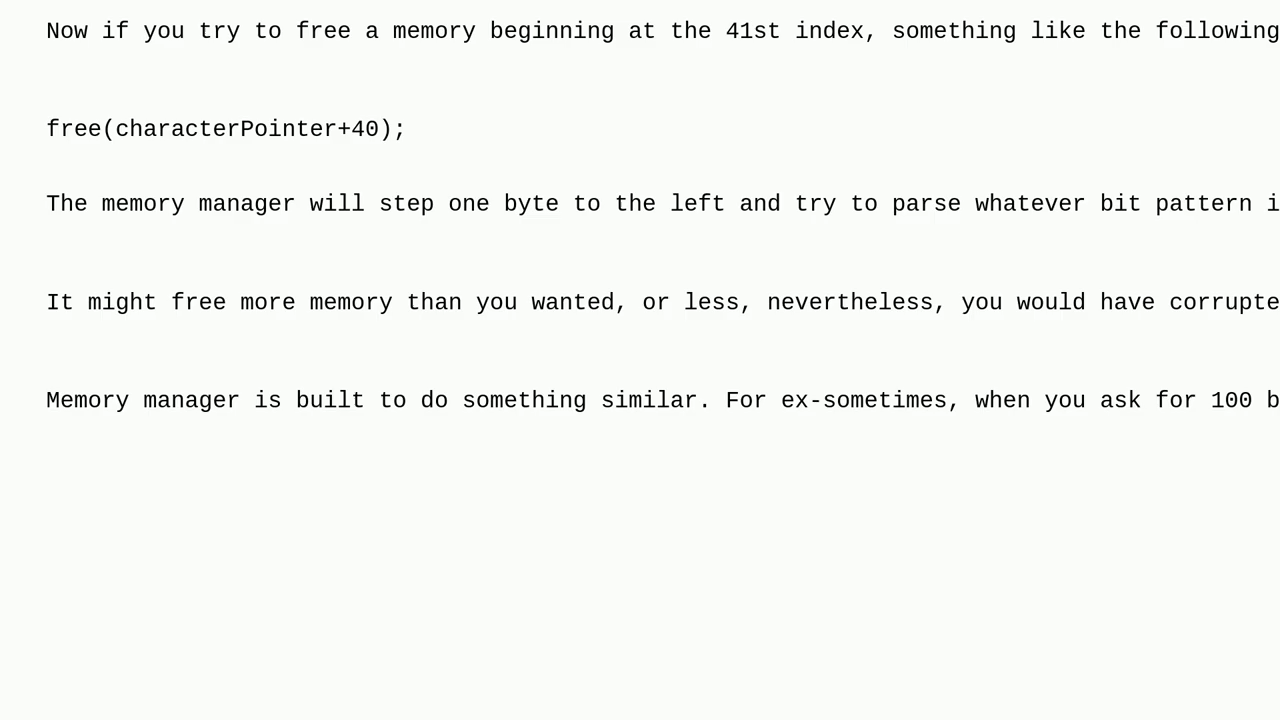 Now if you try to free a memory beginning at the 41st index, something like the following
free(characterPointer+40);
The memory manager will step one byte to the left and try to parse whatever bit pattern i
It might free more memory than you wanted, or less, nevertheless, you would have corrupte
Memory manager is built to do something similar. For ex-sometimes, when you ask for 100 b